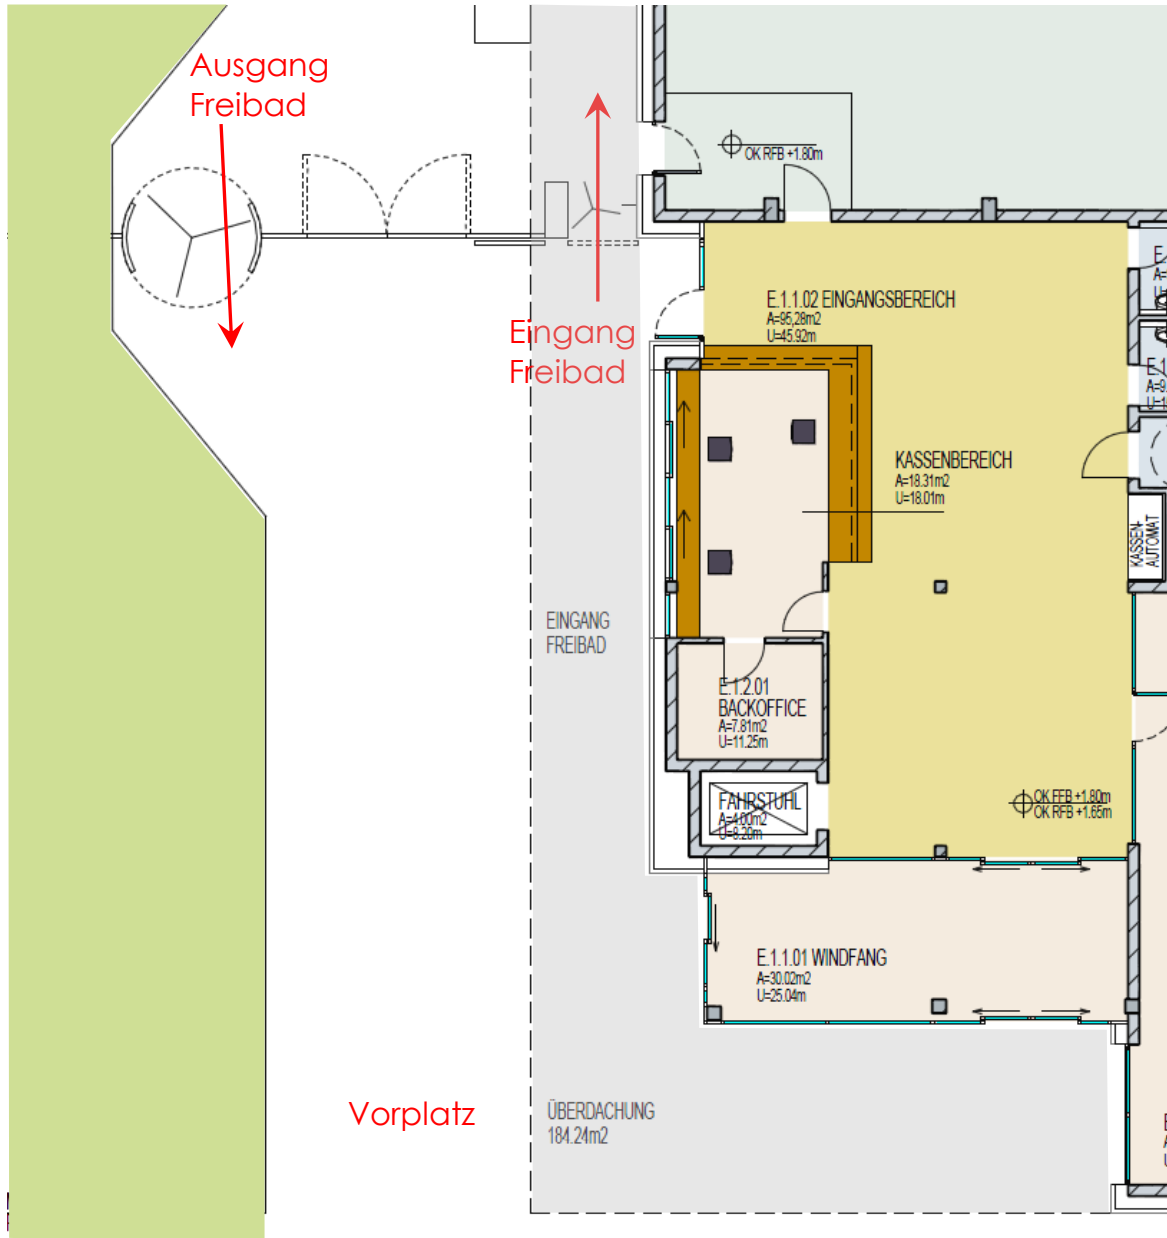 Ausgang
Freibad
OK RFB +1.80m
Eingang
Freibad
E.1.1.02 EINGANGSBEREICH
A=95,28m2
U=45.92m
KASSENBEREICH
A=18.31m2
U=18.01m
KASSEN-
AUTOMAT
EINGANG
FREIBAD
E.1.2.01
BACKOFFICE
A=7.81m2
U=11.25m
FAHRSTUHL
A=4.00m2
U=8.20m
OK FFB +1.80m
OK RFB +1.65m
E.1.1.01 WINDFANG
A=30.02m2
U=25.04m
Vorplatz
ÜBERDACHUNG
184.24m2